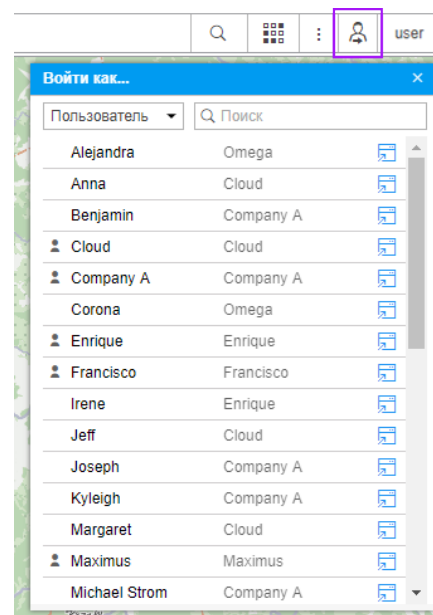 user
Войти как...
Пользователь Поиск
Alejandra Omega
Anna Cloud
Benjamin Company A
Cloud Cloud
Company A Company A
Corona Omega
Enrique Enrique
Francisco Francisco
Irene Enrique
Jeff Cloud
Joseph Company A
Kyleigh Company A
Margaret Cloud
Maximus Maximus
Michael Strom Company A